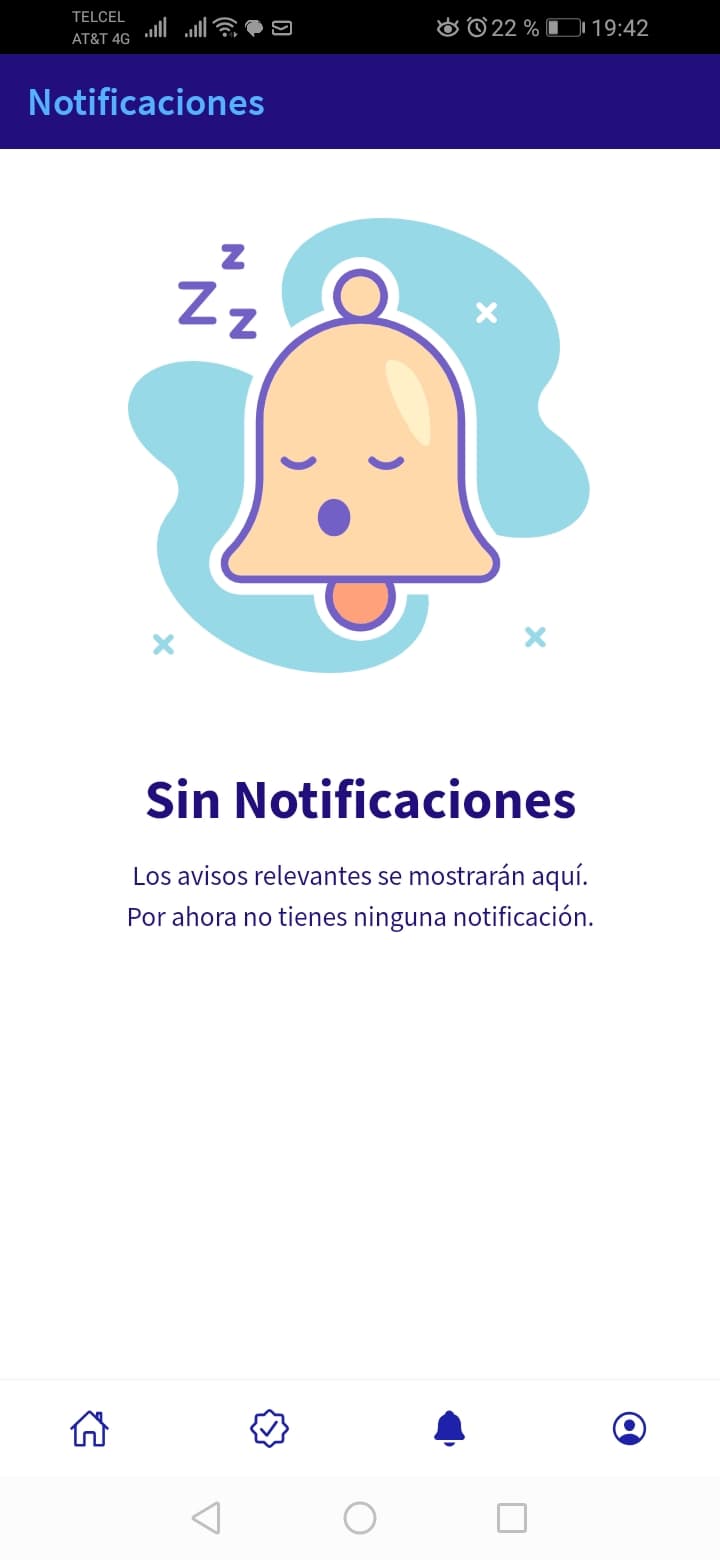 TELCEL
AT&T 4G
22 %
19:42
Notificaciones
z
Z
z
Sin Notificaciones
Los avisos relevantes se mostrarán aquí.
Por ahora no tienes ninguna notificación.